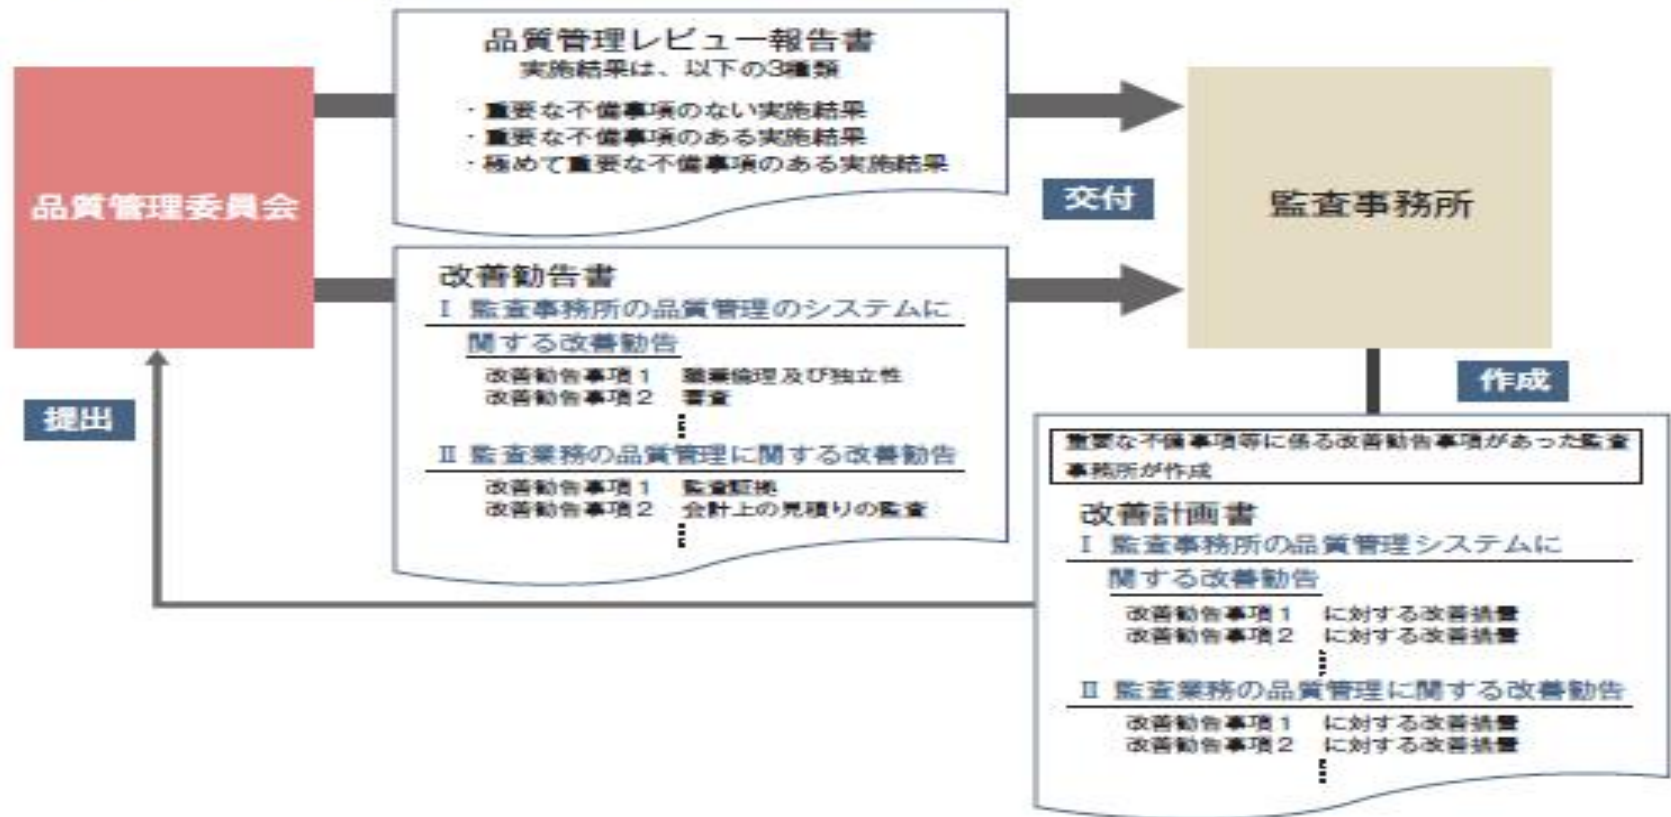 品質管理レビュー報告書
実施結果は、以下の3種類
・重要な不備事項のない実施結果
・重要な不備事項のある実施結果
・極めて重要な不備事項のある実施結果
品質管理委員会
交付
監査事務所
改善勧告書
Ⅰ 監査事務所の品質管理のシステムに
関する改善勧告
改善勧告事項1 職業倫理及び独立性
改善勧告事項2 審査
Ⅱ 監査業務の品質管理に関する改善勧告
改善勧告事項1 監査証拠
改善勧告事項2 会計上の見積りの監査
提出
作成
重要な不備事項等に係る改善勧告事項があった監査
事務所が作成
改善計画書
Ⅰ 監査事務所の品質管理システムに
関する改善勧告
改善勧告事項1 に対する改善措置
改善勧告事項2 に対する改善措置
Ⅱ 監査業務の品質管理に関する改善勧告
改善勧告事項1 に対する改善措置
改善勧告事項2 に対する改善措置